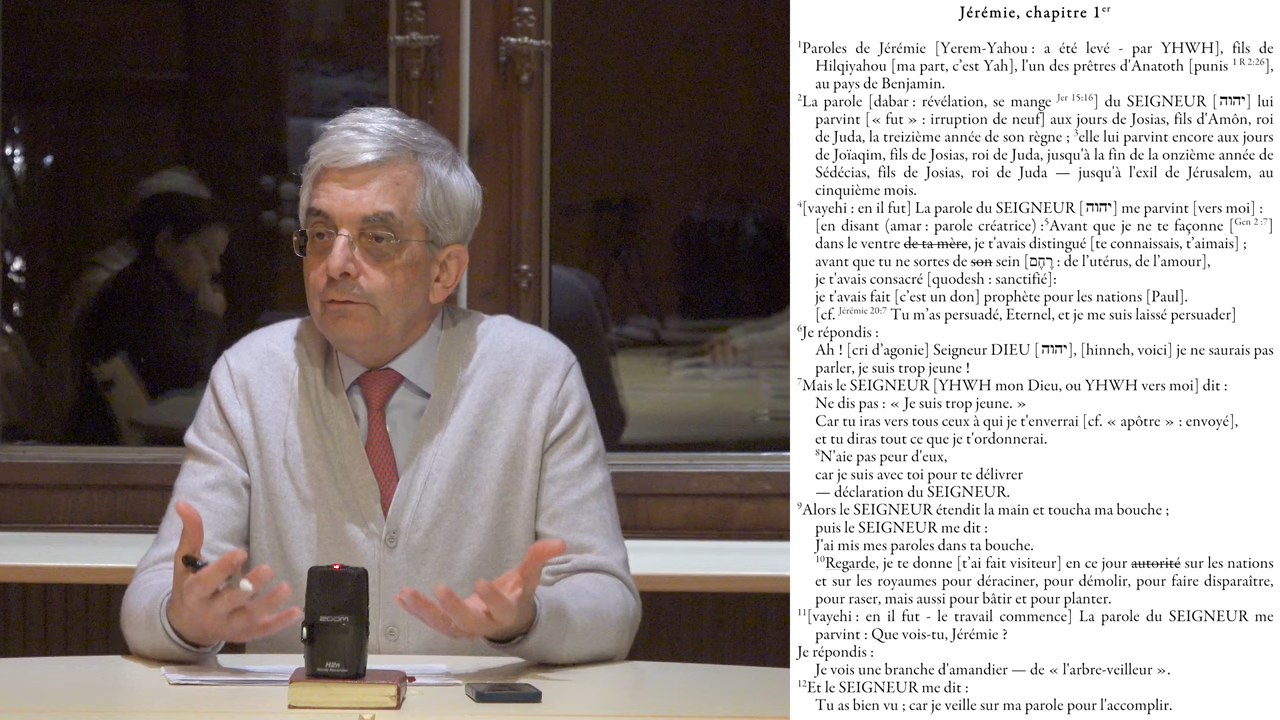 Jérémie, chapitre 1er
1Paroles de Jérémie [Yerem-Yahou : a été levé - par YHWH], fils de
Hilqiyahou [ma part, c'est Yah], l'un des prêtres d'Anatoth [punis 1 R 2:26],
au pays de Benjamin.
2La parole [dabar : révélation, se mange Jer 15:16] du SEIGNEUR [יהוה] lui
parvint [« fut » : irruption de neuf] aux jours de Josias, fils d'Amôn, roi
de Juda, la treizième année de son règne ; 3elle lui parvint encore aux jours
de Joïaqim, fils de Josias, roi de Juda, jusqu'à la fin de la onzième année de
Sédécias, fils de Josias, roi de Juda — jusqu'à l'exil de Jérusalem, au
cinquième mois.
4[vayehi : en il fut] La parole du SEIGNEUR [יהוה] me parvint [vers moi] :
[en disant (amar : parole créatrice) :5Avant que je ne te façonne [Gen 2 :7]
dans le ventre de ta mère, je t'avais distingué [te connaissais, t'aimais] ;
avant que tu ne sortes de son sein [רֶחֶם : de l'utérus, de l'amour],
je t'avais consacré [quodesh : sanctifié]:
je t'avais fait [c'est un don] prophète pour les nations [Paul].
[cf. Jérémie 20:7 Tu m'as persuadé, Eternel, et je me suis laissé persuader]
6Je répondis :
Ah ! [cri d'agonie] Seigneur DIEU [יהוה], [hinneh, voici] je ne saurais pas
parler, je suis trop jeune !
7Mais le SEIGNEUR [YHWH mon Dieu, ou YHWH vers moi] dit :
Ne dis pas : « Je suis trop jeune. »
Car tu iras vers tous ceux à qui je t'enverrai [cf. « apôtre » : envoyé],
et tu diras tout ce que je t'ordonnerai.
8N'aie pas peur d'eux,
car je suis avec toi pour te délivrer
— déclaration du SEIGNEUR.
9Alors le SEIGNEUR étendit la main et toucha ma bouche ;
puis le SEIGNEUR me dit :
J'ai mis mes paroles dans ta bouche.
10Regarde, je te donne [t'ai fait visiteur] en ce jour autorité sur les nations
et sur les royaumes pour déraciner, pour démolir, pour faire disparaître,
pour raser, mais aussi pour bâtir et pour planter.
11[vayehi : en il fut - le travail commence] La parole du SEIGNEUR me
parvint : Que vois-tu, Jérémie ?
Je répondis :
Je vois une branche d'amandier — de « l'arbre-veilleur ».
12Et le SEIGNEUR me dit :
Tu as bien vu ; car je veille sur ma parole pour l'accomplir.
ZOOM
H2n